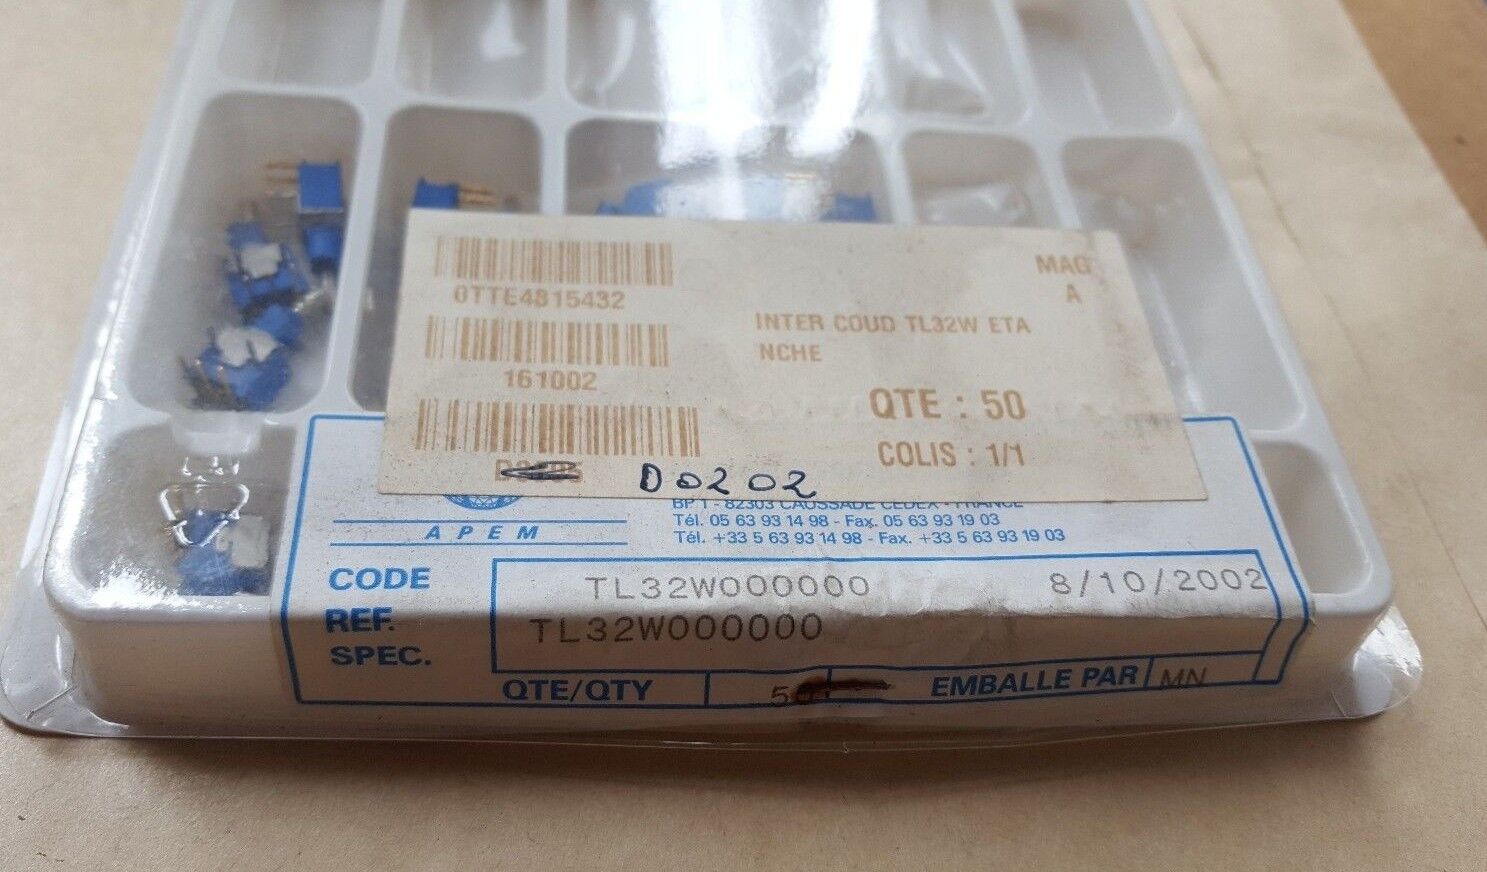 0TTE4815432
161002
MAG
A
INTER COUD TL32W ETA
NCHE
QTE : 50
COLIS : 1/1
D0202
APEM
BP 1 - 82303 CAUSSADE CEDEX - FRANCE
Tél. 05 63 93 14 98 - Fax. 05 63 93 19 03
Tél. +33 5 63 93 14 98 - Fax. +33 5 63 93 19 03
CODE TL32W000000 8/10/2002
REF. TL32W000000
SPEC.
QTE/QTY 50 EMBALLE PAR MN